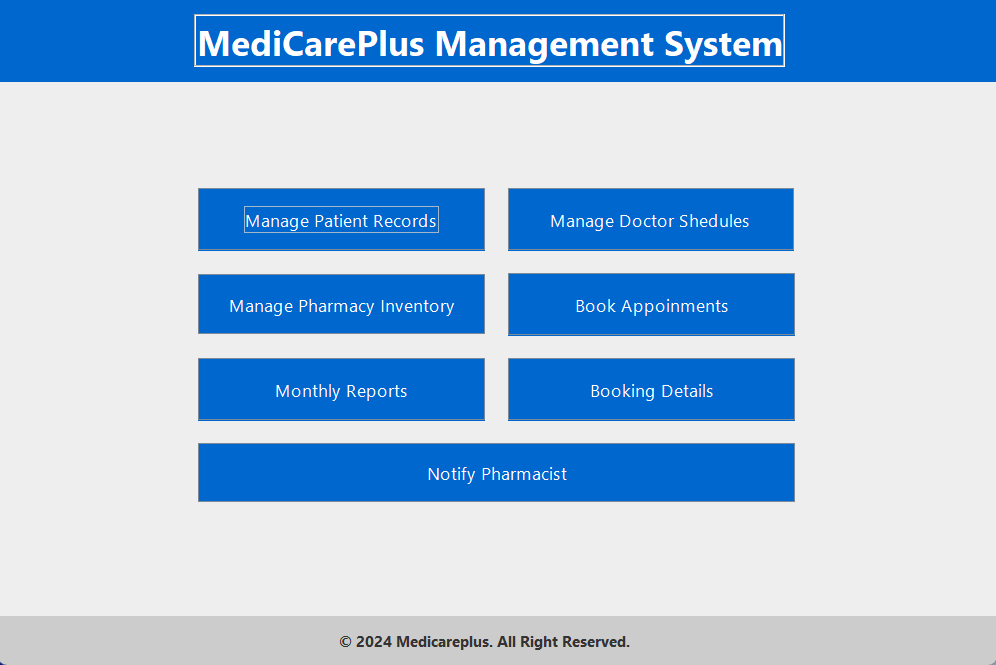 MediCarePlus Management System
Manage Patient Records
Manage Doctor Shedules
Manage Pharmacy Inventory
Book Appoinments
Monthly Reports
Booking Details
Notify Pharmacist
© 2024 Medicareplus. All Right Reserved.